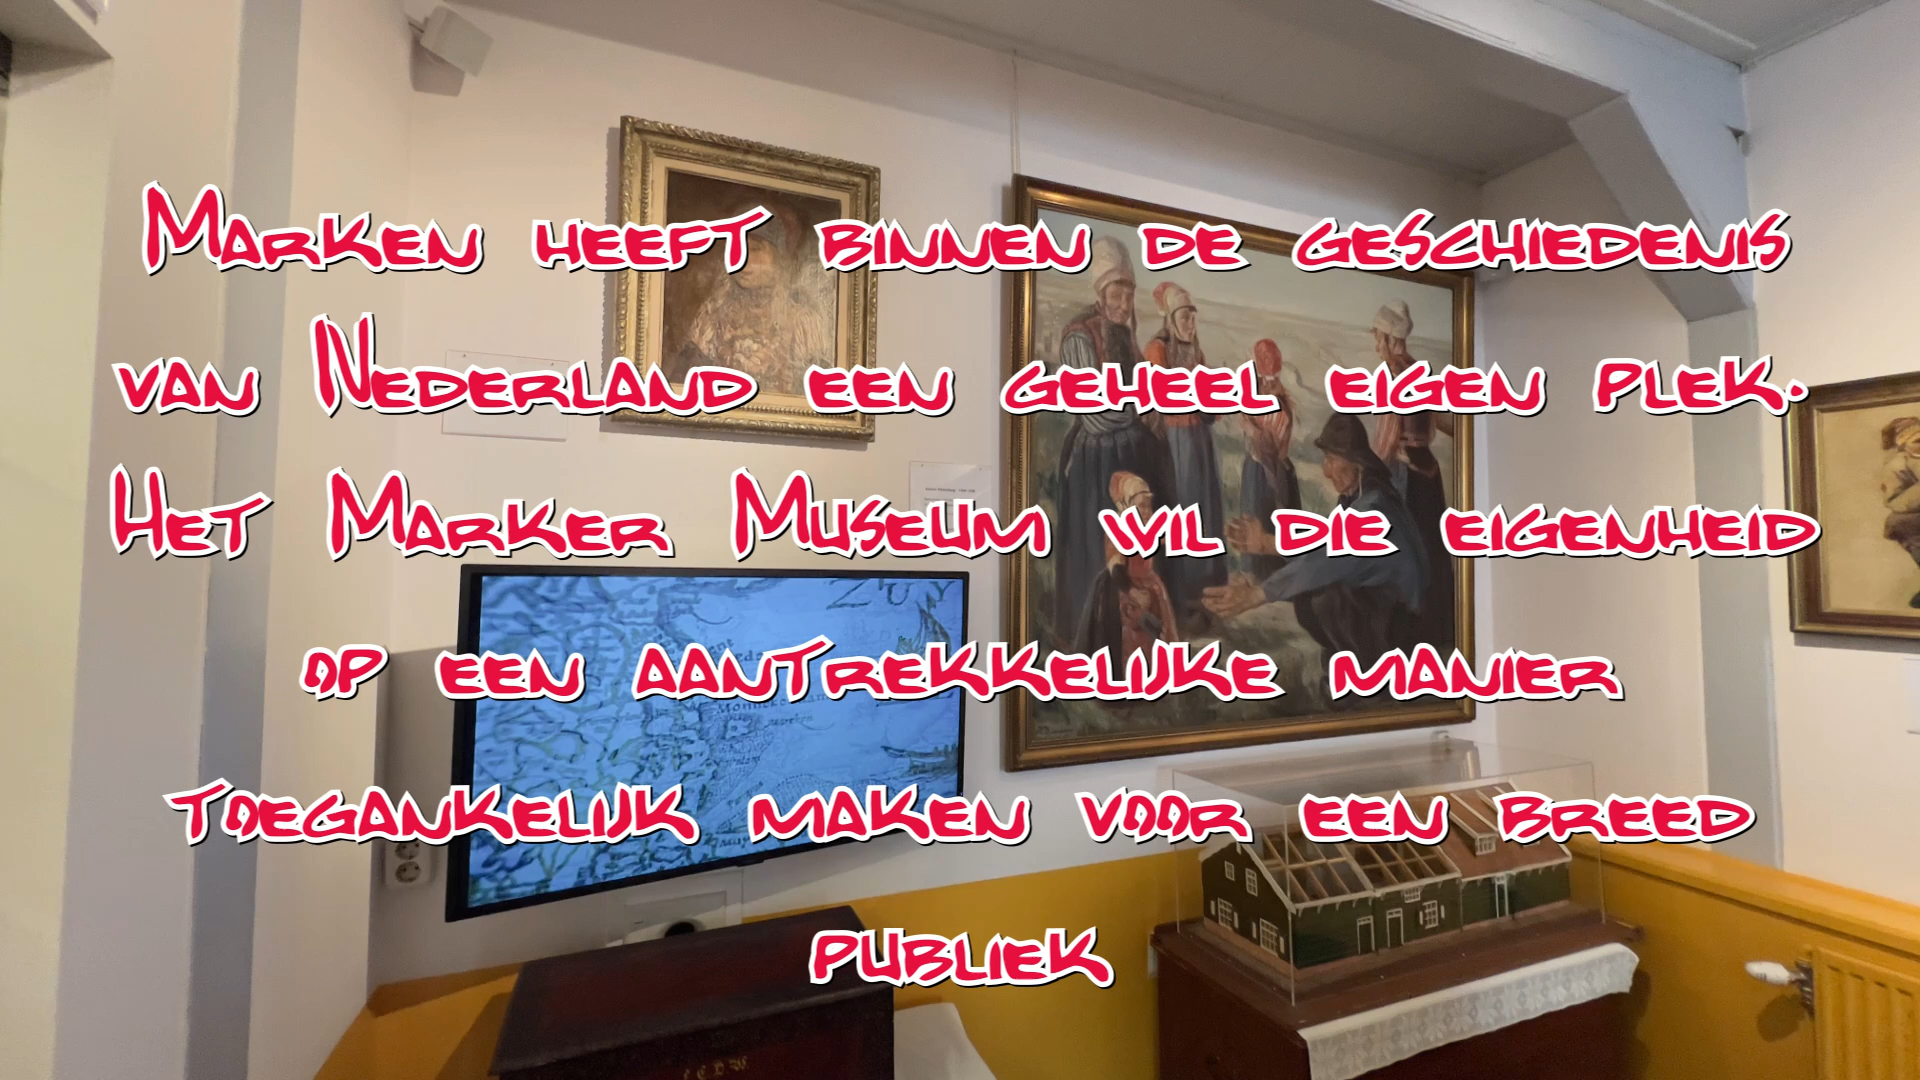 Marken heeft binnen de geschiedenis
van Nederland een geheel eigen plek.
Het Marker Museum wil die eigenheid
op een aantrekkelijke manier
toegankelijk maken voor een breed
publiek